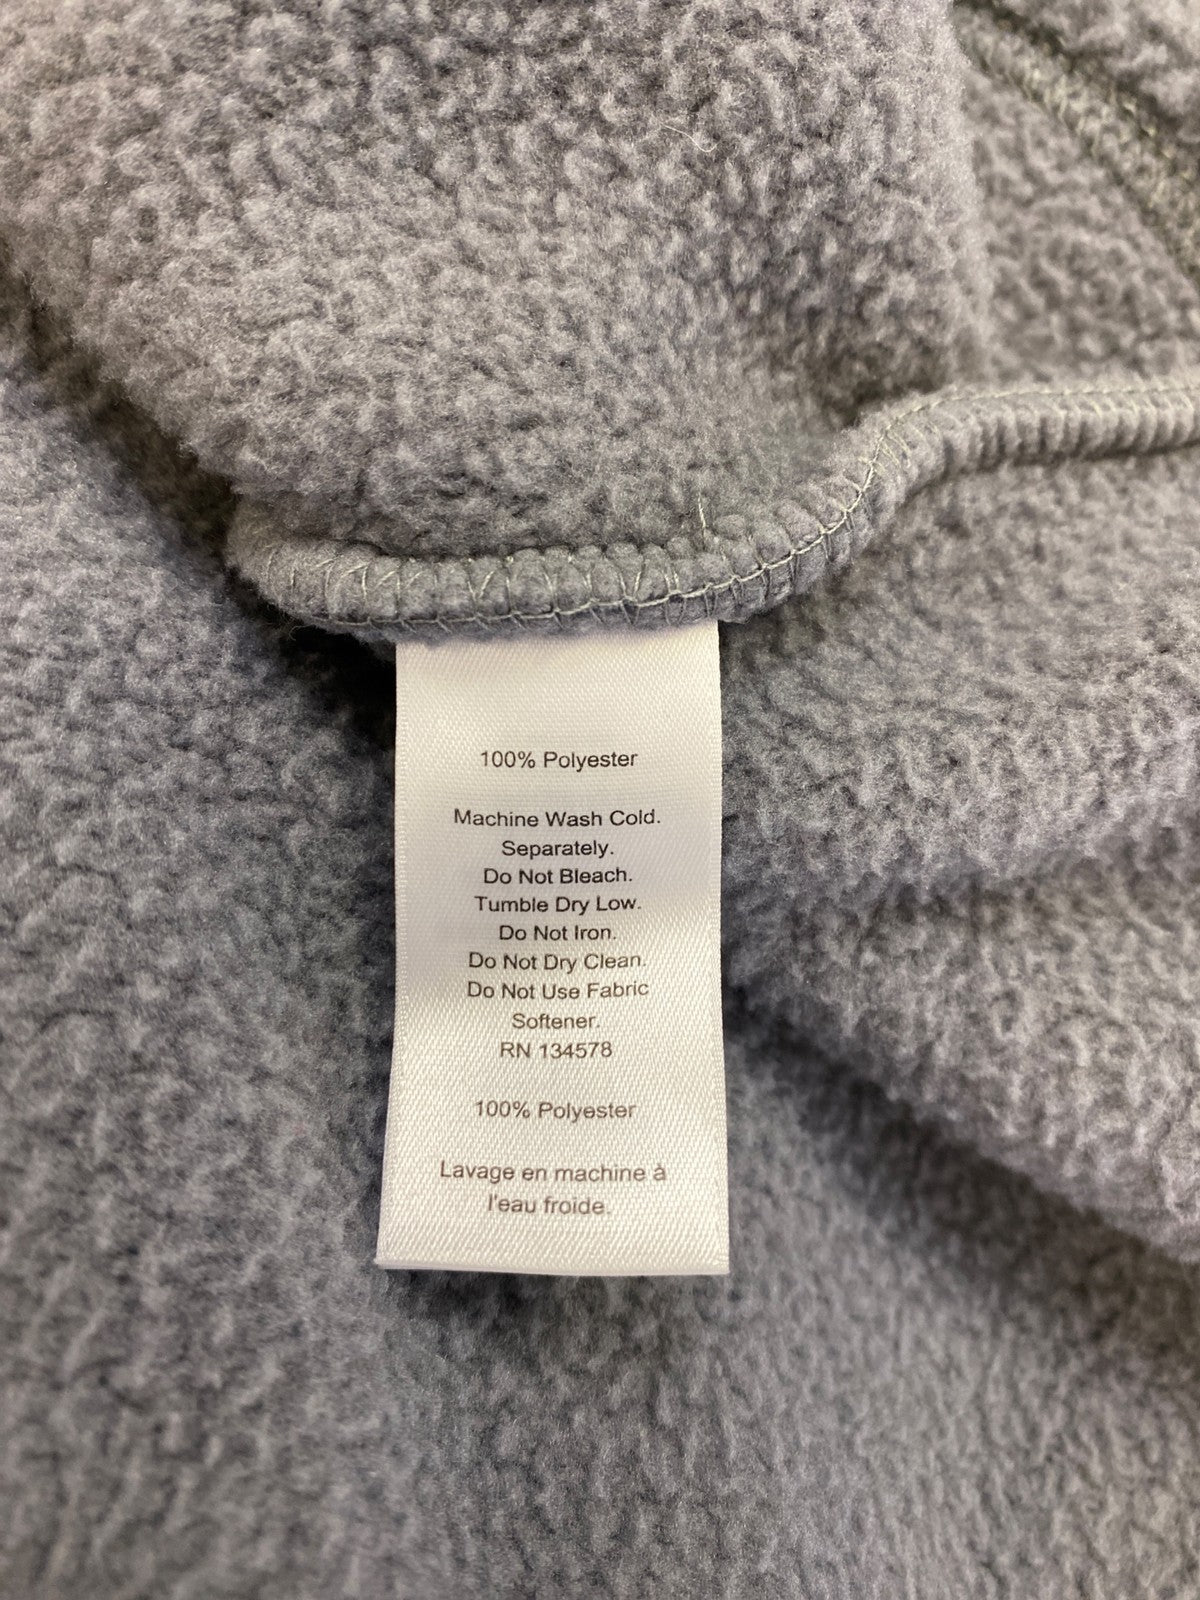 100% Polyester
Machine Wash Cold.
Separately.
Do Not Bleach.
Tumble Dry Low.
Do Not Iron.
Do Not Dry Clean.
Do Not Use Fabric
Softener.
RN 134578
100% Polyester
Lavage en machine à
l'eau froide.